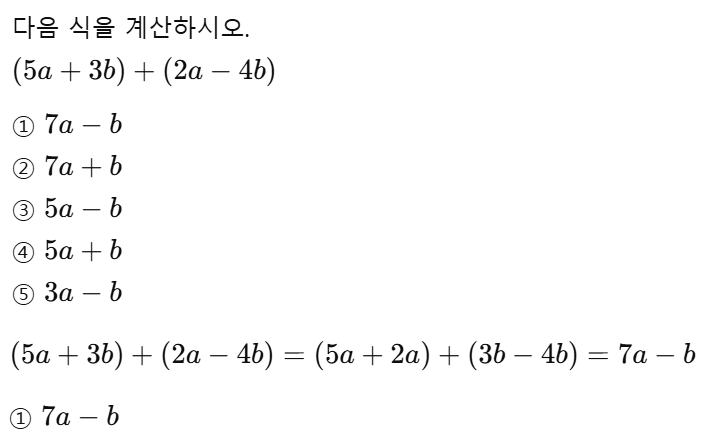 다음 식을 계산하시오.
(5a + 3b) + (2a − 4b)
① 7a − b
② 7a + b
③ 5a − b
④ 5a + b
⑤ 3a − b
(5a + 3b) + (2a − 4b) = (5a + 2a) + (3b − 4b) = 7a − b
① 7a − b